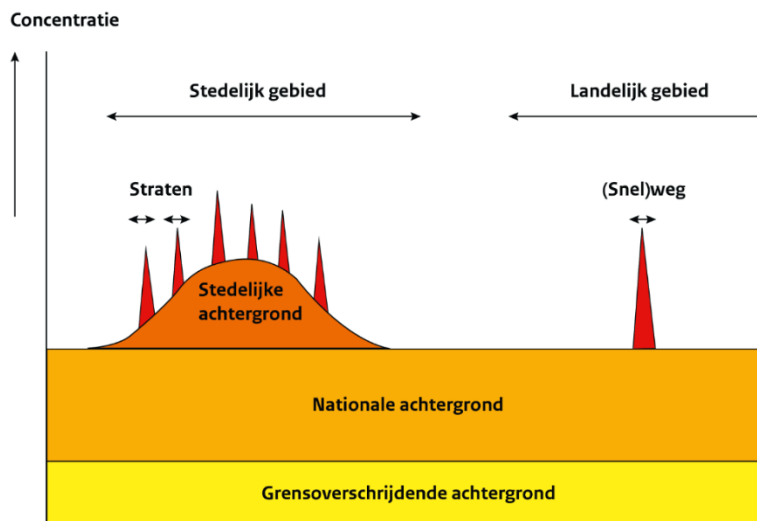 Concentratie
Stedelijk gebied
Landelijk gebied
Straten
(Snel)weg
Stedelijke
achtergrond
Nationale achtergrond
Grensoverschrijdende achtergrond